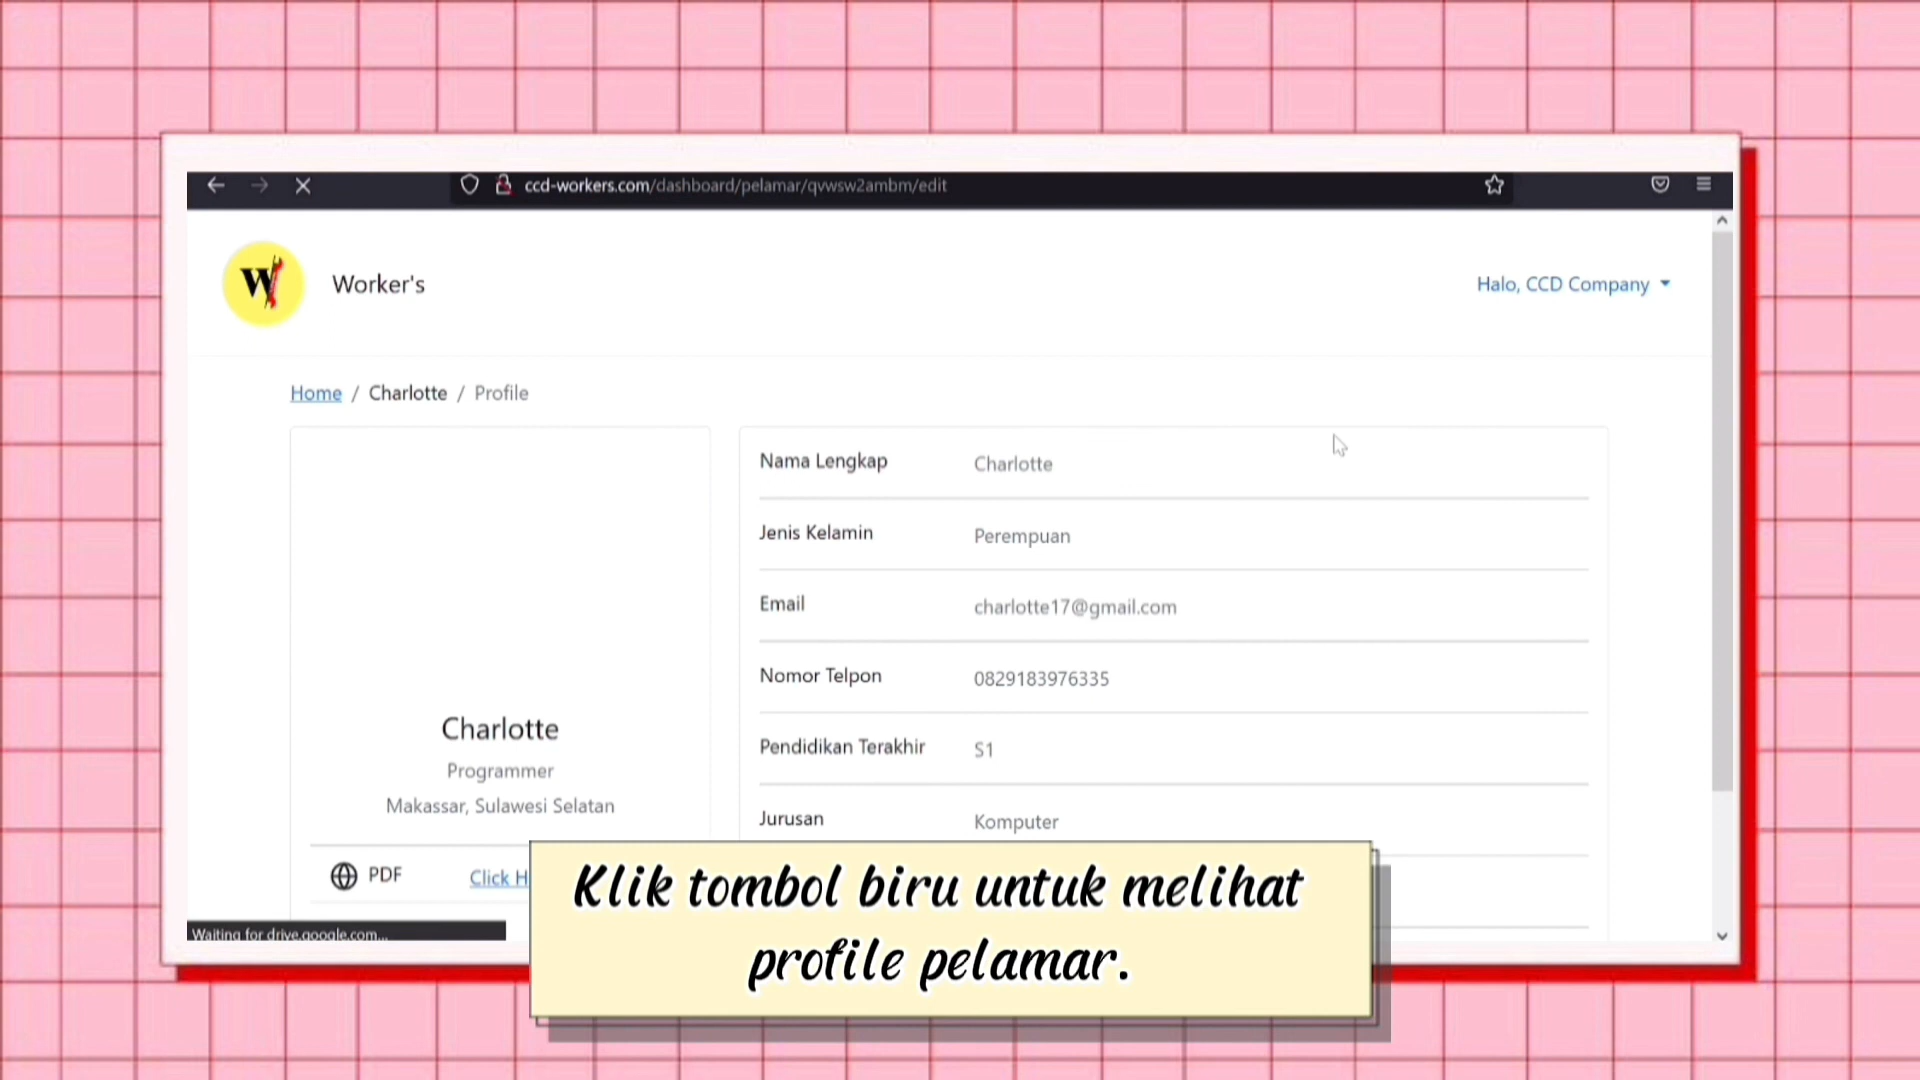 ccd-workers.com/dashboard/pelamar/qvwsw2ambm/edit
W
Worker's
Halo, CCD Company
Home / Charlotte / Profile
Nama Lengkap Charlotte
Jenis Kelamin Perempuan
Email charlotte17@gmail.com
Nomor Telpon 0829183976335
Charlotte
Pendidikan Terakhir S1
Programmer
Makassar, Sulawesi Selatan
Jurusan Komputer
PDF Click H
Waiting for drive.google.com...
Klik tombol biru untuk melihat
profile pelamar.